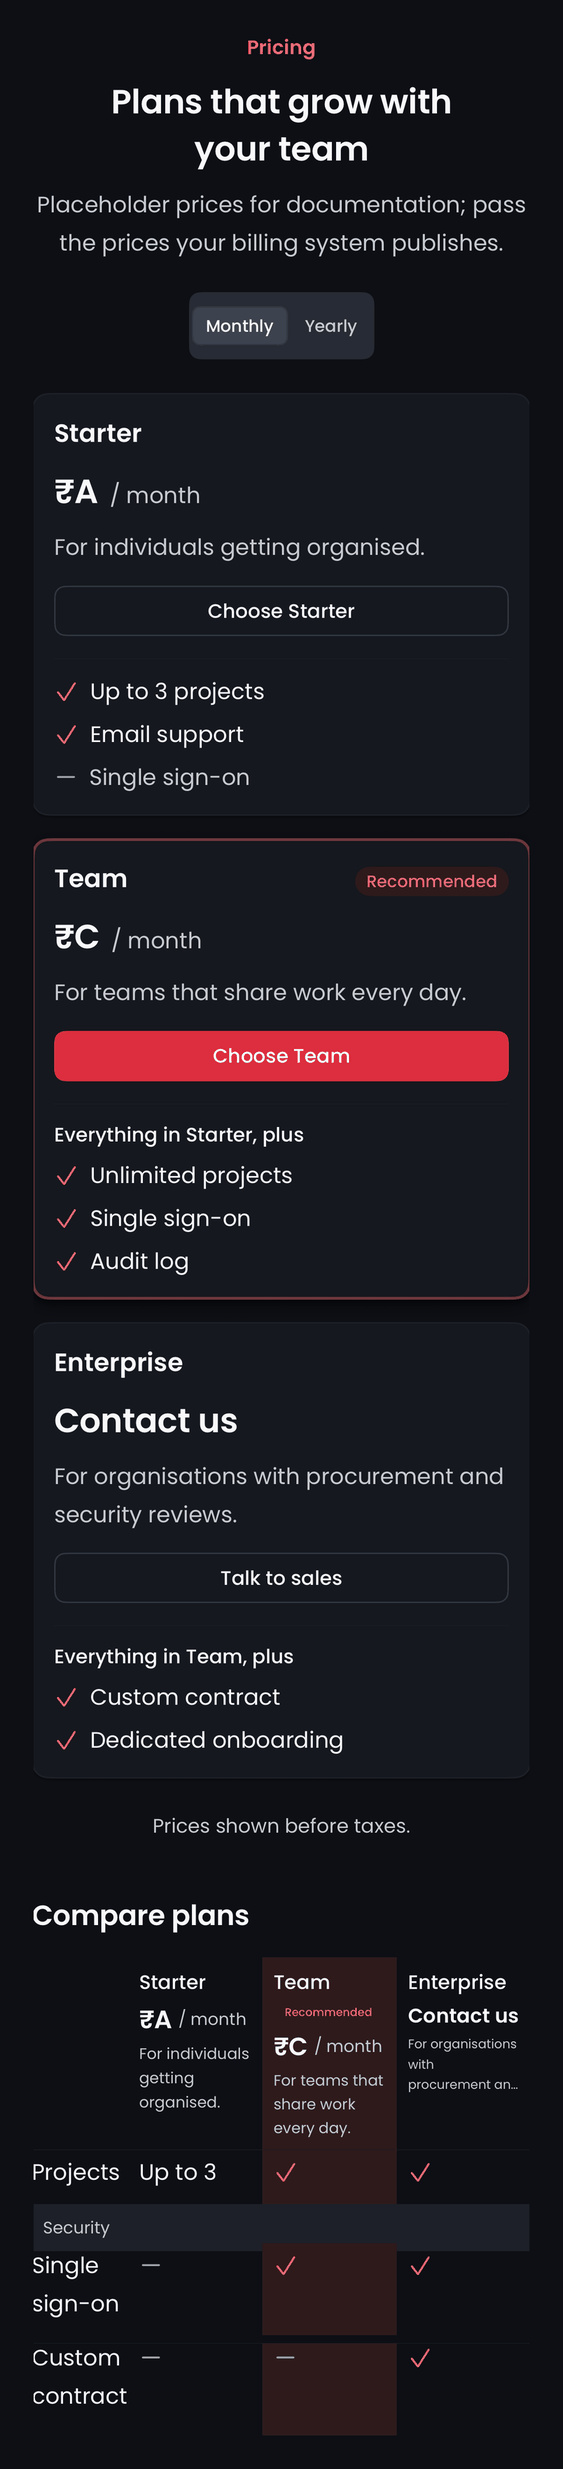 Pricing
Plans that grow with
your team
Placeholder prices for documentation; pass
the prices your billing system publishes.
Monthly Yearly
Starter
₹A / month
For individuals getting organised.
Choose Starter
Up to 3 projects
Email support
Single sign-on
Team Recommended
₹C / month
For teams that share work every day.
Choose Team
Everything in Starter, plus
Unlimited projects
Single sign-on
Audit log
Enterprise
Contact us
For organisations with procurement and
security reviews.
Talk to sales
Everything in Team, plus
Custom contract
Dedicated onboarding
Prices shown before taxes.
Compare plans
Starter
₹A / month
For individuals
getting
organised.
Team
Recommended
₹C / month
For teams that
share work
every day.
Enterprise
Contact us
For organisations
with
procurement an...
Projects Up to 3
Security
Single
sign-on
Custom
contract